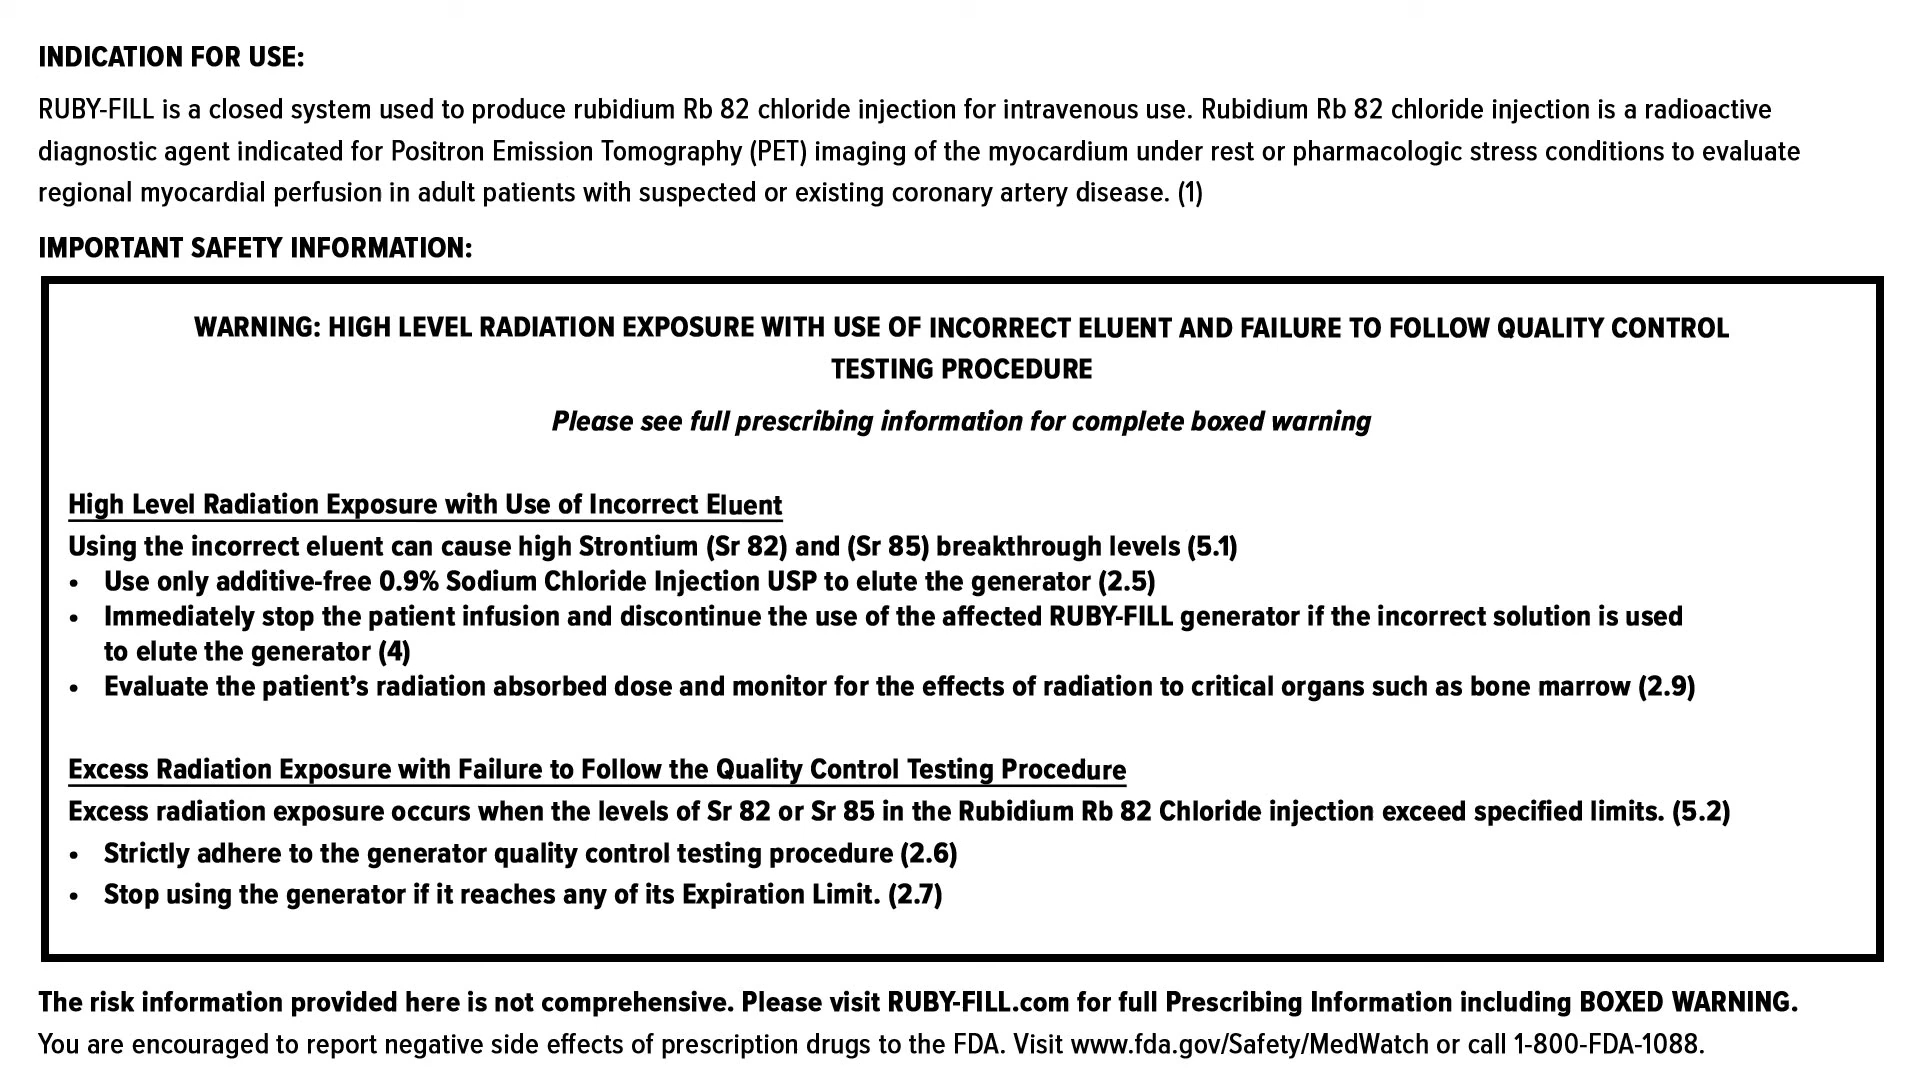 INDICATION FOR USE:
RUBY-FILL is a closed system used to produce rubidium Rb 82 chloride injection for intravenous use. Rubidium Rb 82 chloride injection is a radioactive
diagnostic agent indicated for Positron Emission Tomography (PET) imaging of the myocardium under rest or pharmacologic stress conditions to evaluate
regional myocardial perfusion in adult patients with suspected or existing coronary artery disease. (1)
IMPORTANT SAFETY INFORMATION:
WARNING: HIGH LEVEL RADIATION EXPOSURE WITH USE OF INCORRECT ELUENT AND FAILURE TO FOLLOW QUALITY CONTROL
TESTING PROCEDURE
Please see full prescribing information for complete boxed warning
High Level Radiation Exposure with Use of Incorrect Eluent
Using the incorrect eluent can cause high Strontium (Sr 82) and (Sr 85) breakthrough levels (5.1)
• Use only additive-free 0.9% Sodium Chloride Injection USP to elute the generator (2.5)
• Immediately stop the patient infusion and discontinue the use of the affected RUBY-FILL generator if the incorrect solution is used
to elute the generator (4)
• Evaluate the patient’s radiation absorbed dose and monitor for the effects of radiation to critical organs such as bone marrow (2.9)
Excess Radiation Exposure with Failure to Follow the Quality Control Testing Procedure
Excess radiation exposure occurs when the levels of Sr 82 or Sr 85 in the Rubidium Rb 82 Chloride injection exceed specified limits. (5.2)
• Strictly adhere to the generator quality control testing procedure (2.6)
• Stop using the generator if it reaches any of its Expiration Limit. (2.7)
The risk information provided here is not comprehensive. Please visit RUBY-FILL.com for full Prescribing Information including BOXED WARNING.
You are encouraged to report negative side effects of prescription drugs to the FDA. Visit www.fda.gov/Safety/MedWatch or call 1-800-FDA-1088.